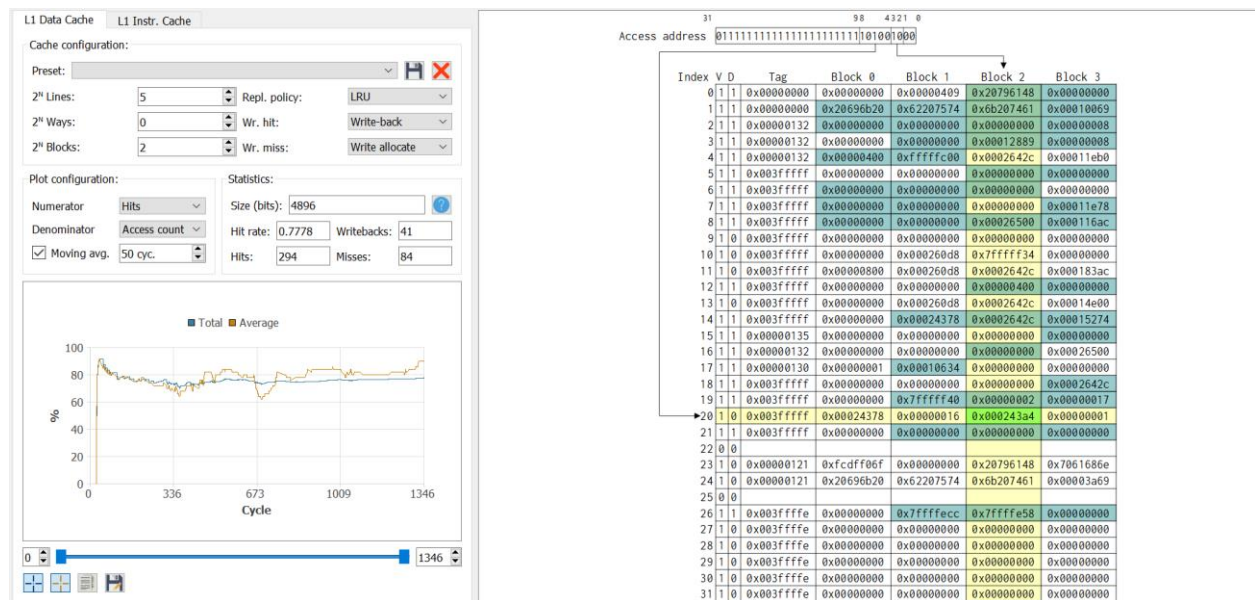 L1 Data Cache L1 Instr. Cache
Cache configuration:
Preset:
2ᴺ Lines: 5 Repl. policy: LRU
2ᴺ Ways: 0 Wr. hit: Write-back
2ᴺ Blocks: 2 Wr. miss: Write allocate
Plot configuration: Statistics:
Numerator Hits Size (bits): 4896 ?
Denominator Access count Hit rate: 0.7778 Writebacks: 41
Moving avg. 50 cyc. Hits: 294 Misses: 84
Total Average
100
80
60
40
20
0
%
0 336 673 1009 1346
Cycle
0 1346
31 9 8 4 3 2 1 0
Access address 01111111111111111111111101001000
Index V D Tag Block 0 Block 1 Block 2 Block 3
0 1 1 0x00000000 0x00000000 0x00000409 0x20796148 0x00000000
1 1 1 0x00000000 0x20696b20 0x62207574 0x6b207461 0x00010069
2 1 1 0x00000132 0x00000000 0x00000000 0x00000000 0x00000008
3 1 1 0x00000132 0x00000000 0x00000000 0x00012889 0x00000008
4 1 1 0x00000132 0x00000400 0xfffffc00 0x0002642c 0x00011eb0
5 1 1 0x003fffff 0x00000000 0x00000000 0x00000000 0x00000000
6 1 1 0x003fffff 0x00000000 0x00000000 0x00000000 0x00000000
7 1 1 0x003fffff 0x00000000 0x00000000 0x00000000 0x00011e78
8 1 1 0x003fffff 0x00000000 0x00000000 0x00026500 0x000116ac
9 1 0 0x003fffff 0x00000000 0x00000000 0x00000000 0x00000000
10 1 0 0x003fffff 0x00000000 0x000260d8 0x7fffff34 0x00000000
11 1 0 0x003fffff 0x00000800 0x000260d8 0x0002642c 0x000183ac
12 1 1 0x003fffff 0x00000000 0x00000000 0x00000400 0x00000000
13 1 0 0x003fffff 0x00000000 0x000260d8 0x0002642c 0x00014e00
14 1 1 0x003fffff 0x00000000 0x00024378 0x0002642c 0x00015274
15 1 1 0x00000135 0x00000000 0x00000000 0x00000000 0x00000000
16 1 1 0x00000132 0x00000000 0x00000000 0x00000000 0x00026500
17 1 1 0x00000130 0x00000001 0x00010634 0x00000000 0x00000000
18 1 1 0x003fffff 0x00000000 0x00000000 0x00000000 0x0002642c
19 1 1 0x003fffff 0x00000000 0x7fffff40 0x00000002 0x00000017
20 1 0 0x003fffff 0x00024378 0x00000016 0x000243a4 0x00000001
21 1 1 0x003fffff 0x00000000 0x00000000 0x00000000 0x00000000
22 0 0
23 1 0 0x00000121 0xfcdff06f 0x00000000 0x20796148 0x7061686e
24 1 0 0x00000121 0x20696b20 0x62207574 0x6b207461 0x00003a69
25 0 0
26 1 1 0x003ffffe 0x00000000 0x7ffffecc 0x7ffffe58 0x00000000
27 1 0 0x003ffffe 0x00000000 0x00000000 0x00000000 0x00000000
28 1 0 0x003ffffe 0x00000000 0x00000000 0x00000000 0x00000000
29 1 0 0x003ffffe 0x00000000 0x00000000 0x00000000 0x00000000
30 1 0 0x003ffffe 0x00000000 0x00000000 0x00000000 0x00000000
31 1 0 0x003ffffe 0x00000000 0x00000000 0x00000000 0x00000000